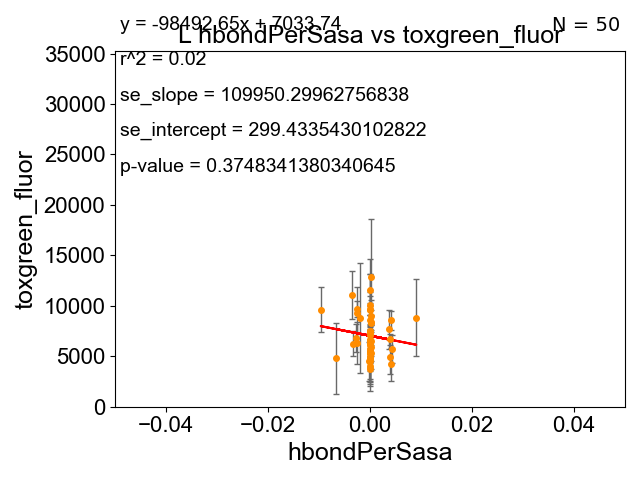 y = -98492.65x + 7033.74
N = 50
L hbondPerSasa vs toxgreen_fluor
r^2 = 0.02
se_slope = 109950.29962756838
se_intercept = 299.4335430102822
p-value = 0.3748341380340645
35000
30000
25000
20000
15000
10000
5000
0
toxgreen_fluor
−0.04
−0.02
0.00
0.02
0.04
hbondPerSasa